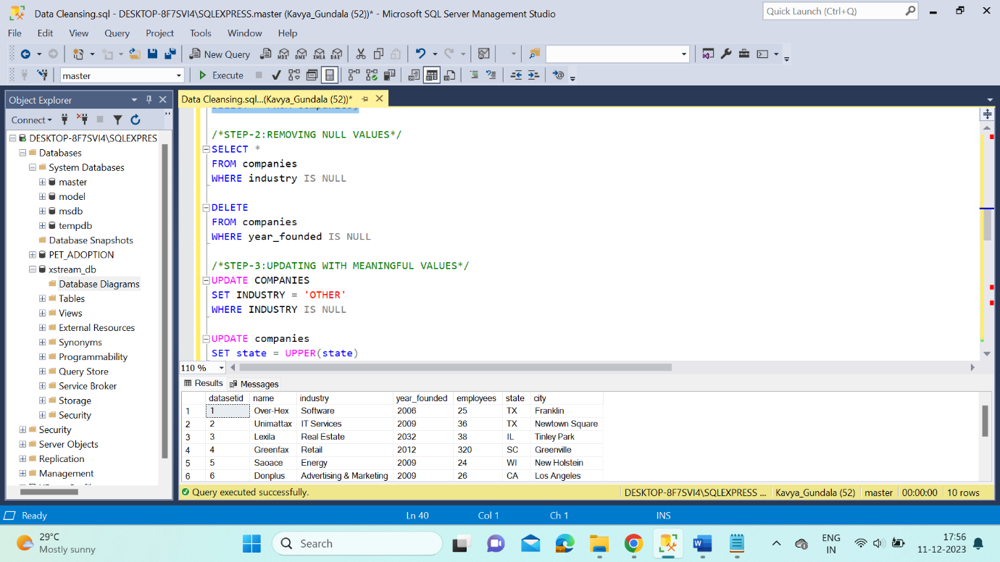 Data Cleansing.sql - DESKTOP-8F7SVI4\SQLEXPRESS.master (Kavya_Gundala (52))* - Microsoft SQL Server Management Studio
Quick Launch (Ctrl+Q)
File Edit View Query Project Tools Window Help
New Query MDX DMX XMLA DAX
master Execute
Object Explorer
Data Cleansing.sql...(Kavya_Gundala (52))*
Connect
DESKTOP-8F7SVI4\SQLEXPRES
Databases
System Databases
master
model
msdb
tempdb
Database Snapshots
PET_ADOPTION
xstream_db
Database Diagrams
Tables
Views
External Resources
Synonyms
Programmability
Query Store
Service Broker
Storage
Security
Security
Server Objects
Replication
Management
/*STEP-2:REMOVING NULL VALUES*/
SELECT *
FROM companies
WHERE industry IS NULL
DELETE
FROM companies
WHERE year_founded IS NULL
/*STEP-3:UPDATING WITH MEANINGFUL VALUES*/
UPDATE COMPANIES
SET INDUSTRY = 'OTHER'
WHERE INDUSTRY IS NULL
UPDATE companies
SET state = UPPER(state)
110 %
Results Messages
datasetid name industry year_founded employees state city
1 1 Over-Hex Software 2006 25 TX Franklin
2 2 Unimattax IT Services 2009 36 TX Newtown Square
3 3 Lexila Real Estate 2032 38 IL Tinley Park
4 4 Greenfax Retail 2012 320 SC Greenville
5 5 Saoace Energy 2009 24 WI New Holstein
6 6 Donplus Advertising & Marketing 2009 26 CA Los Angeles
Query executed successfully. DESKTOP-8F7SVI4\SQLEXPRESS ... Kavya_Gundala (52) master 00:00:00 10 rows
Ready Ln 40 Col 1 Ch 1 INS
29°C
Mostly sunny
Search
ENG
IN
17:56
11-12-2023